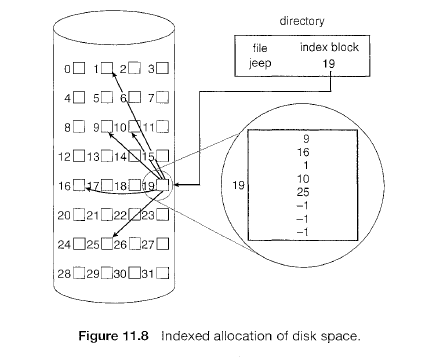 directory
file index block
jeep 19
0 1 2 3
4 5 6 7
8 9 10 11
12 13 14 15
16 17 18 19
20 21 22 23
24 25 26 27
28 29 30 31
19
9
16
1
10
25
-1
-1
-1
Figure 11.8 Indexed allocation of disk space.